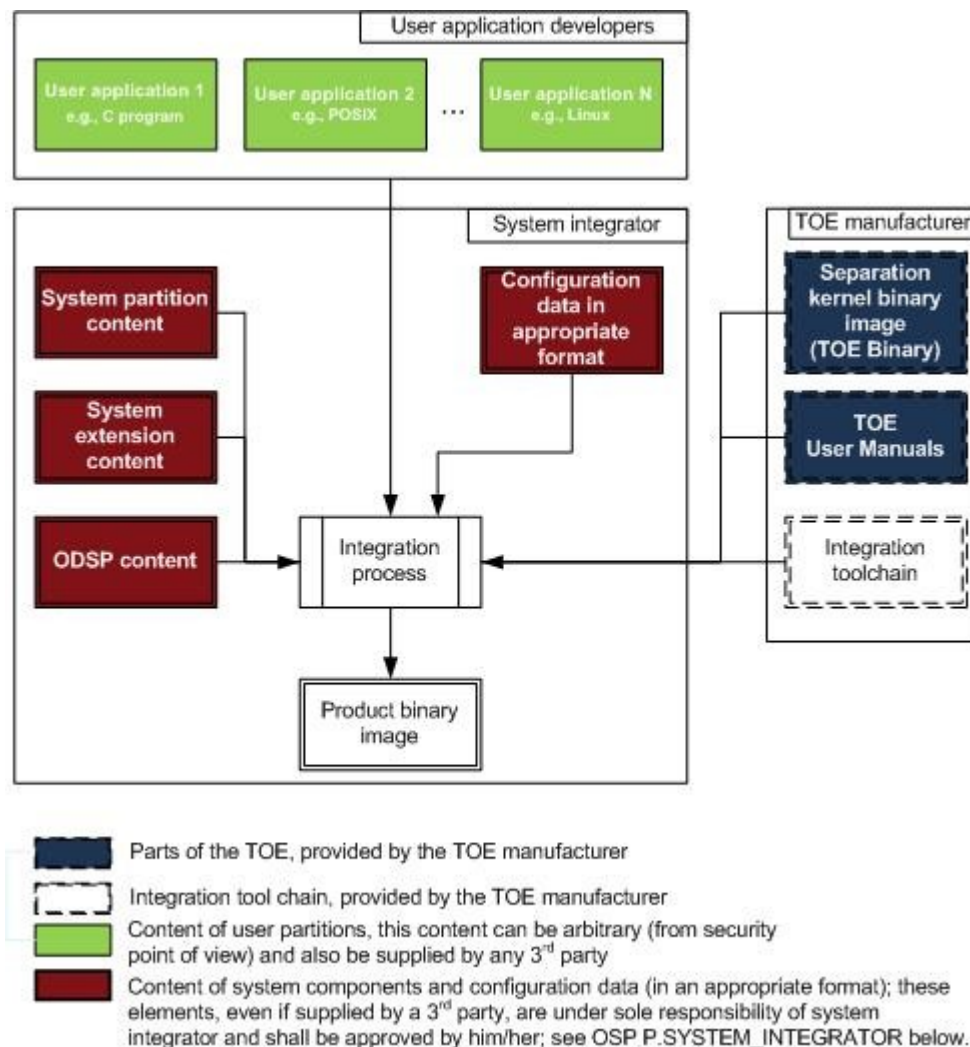 User application developers
User application 1
e.g., C program
User application 2
e.g., POSIX
...
User application N
e.g., Linux
System integrator
TOE manufacturer
System partition
content
Configuration
data in
appropriate
format
Separation
kernel binary
image
(TOE Binary)
System
extension
content
TOE
User Manuals
ODSP content
Integration
process
Integration
toolchain
Product binary
image
Parts of the TOE, provided by the TOE manufacturer
Integration tool chain, provided by the TOE manufacturer
Content of user partitions, this content can be arbitrary (from security
point of view) and also be supplied by any 3rd party
Content of system components and configuration data (in an appropriate format); these
elements, even if supplied by a 3rd party, are under sole responsibility of system
integrator and shall be approved by him/her; see OSP P.SYSTEM_INTEGRATOR below.